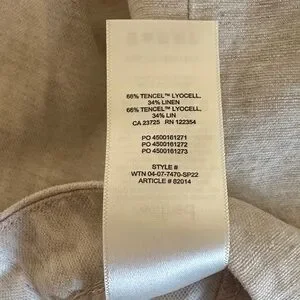 66% TENCEL™ LYOCELL,
34% LINEN
66% TENCEL™ LYOCELL,
34% LIN
CA 23725 RN 122354
PO 4500161271
PO 4500161272
PO 4500161273
STYLE #
WTN 04-07-7470-SP22
ARTICLE # 82014